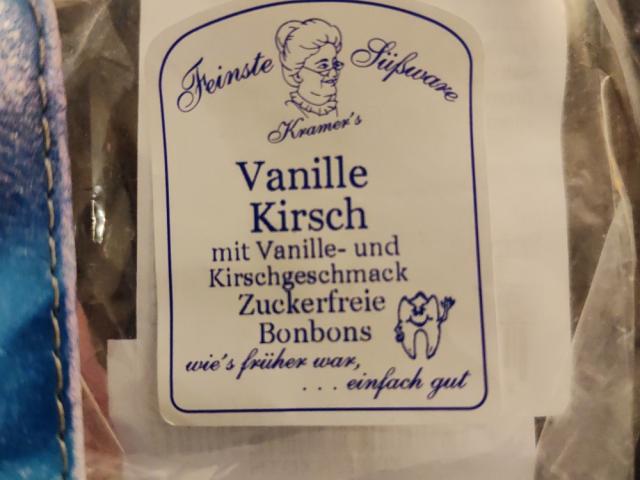 Feinste Süßware
Kramer's
Vanille
Kirsch
mit Vanille- und
Kirschgeschmack
Zuckerfreie
Bonbons
wie's früher war,
. . . einfach gut